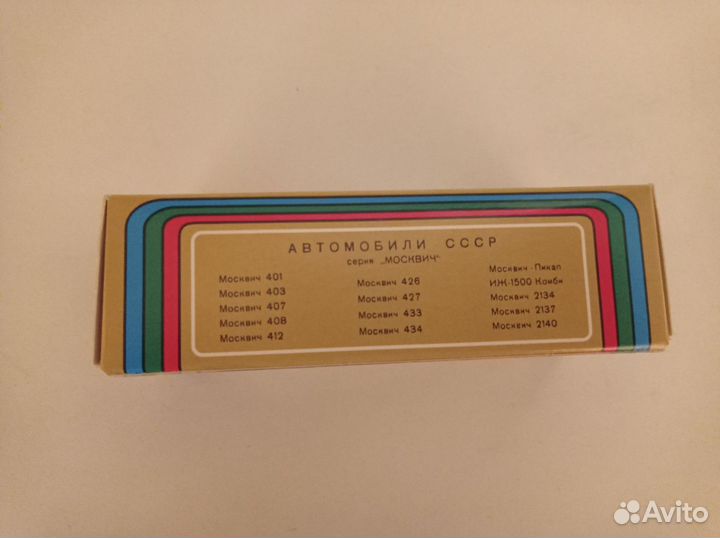 АВТОМОБИЛИ СССР
серия „МОСКВИЧ"
Москвич 401
Москвич 403
Москвич 407
Москвич 408
Москвич 412
Москвич 426
Москвич 427
Москвич 433
Москвич 434
Москвич - Пикап
ИЖ-1500 Комби
Москвич 2134
Москвич 2137
Москвич 2140
Avito